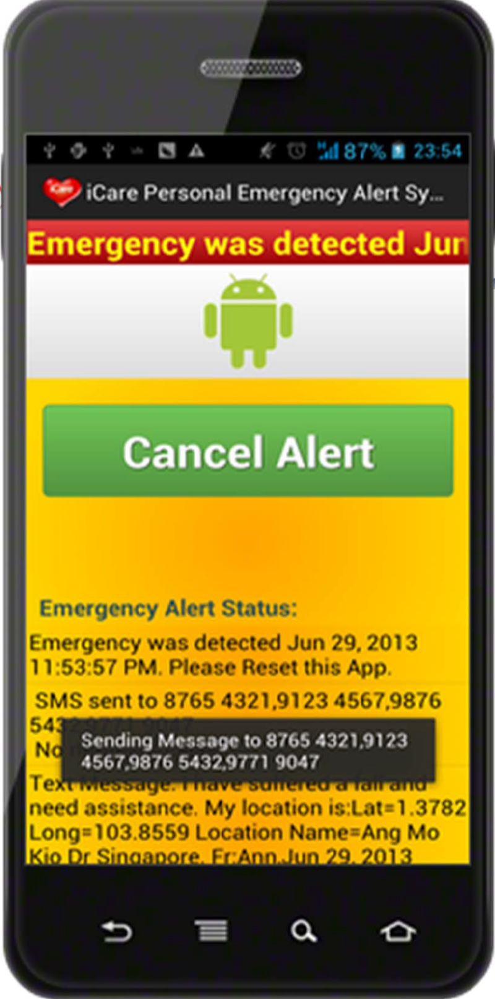 87% 23:54
iCare
iCare Personal Emergency Alert Sy...
Emergency was detected Jun
Cancel Alert
Emergency Alert Status:
Emergency was detected Jun 29, 2013
11:53:57 PM. Please Reset this App.
SMS sent to 8765 4321,9123 4567,9876
5432,9771 9047
No
Sending Message to 8765 4321,9123
4567,9876 5432,9771 9047
Text Message: I have suffered a fall and
need assistance. My location is:Lat=1.3782
Long=103.8559 Location Name=Ang Mo
Kio Dr Singapore. Fr:Ann,Jun 29, 2013